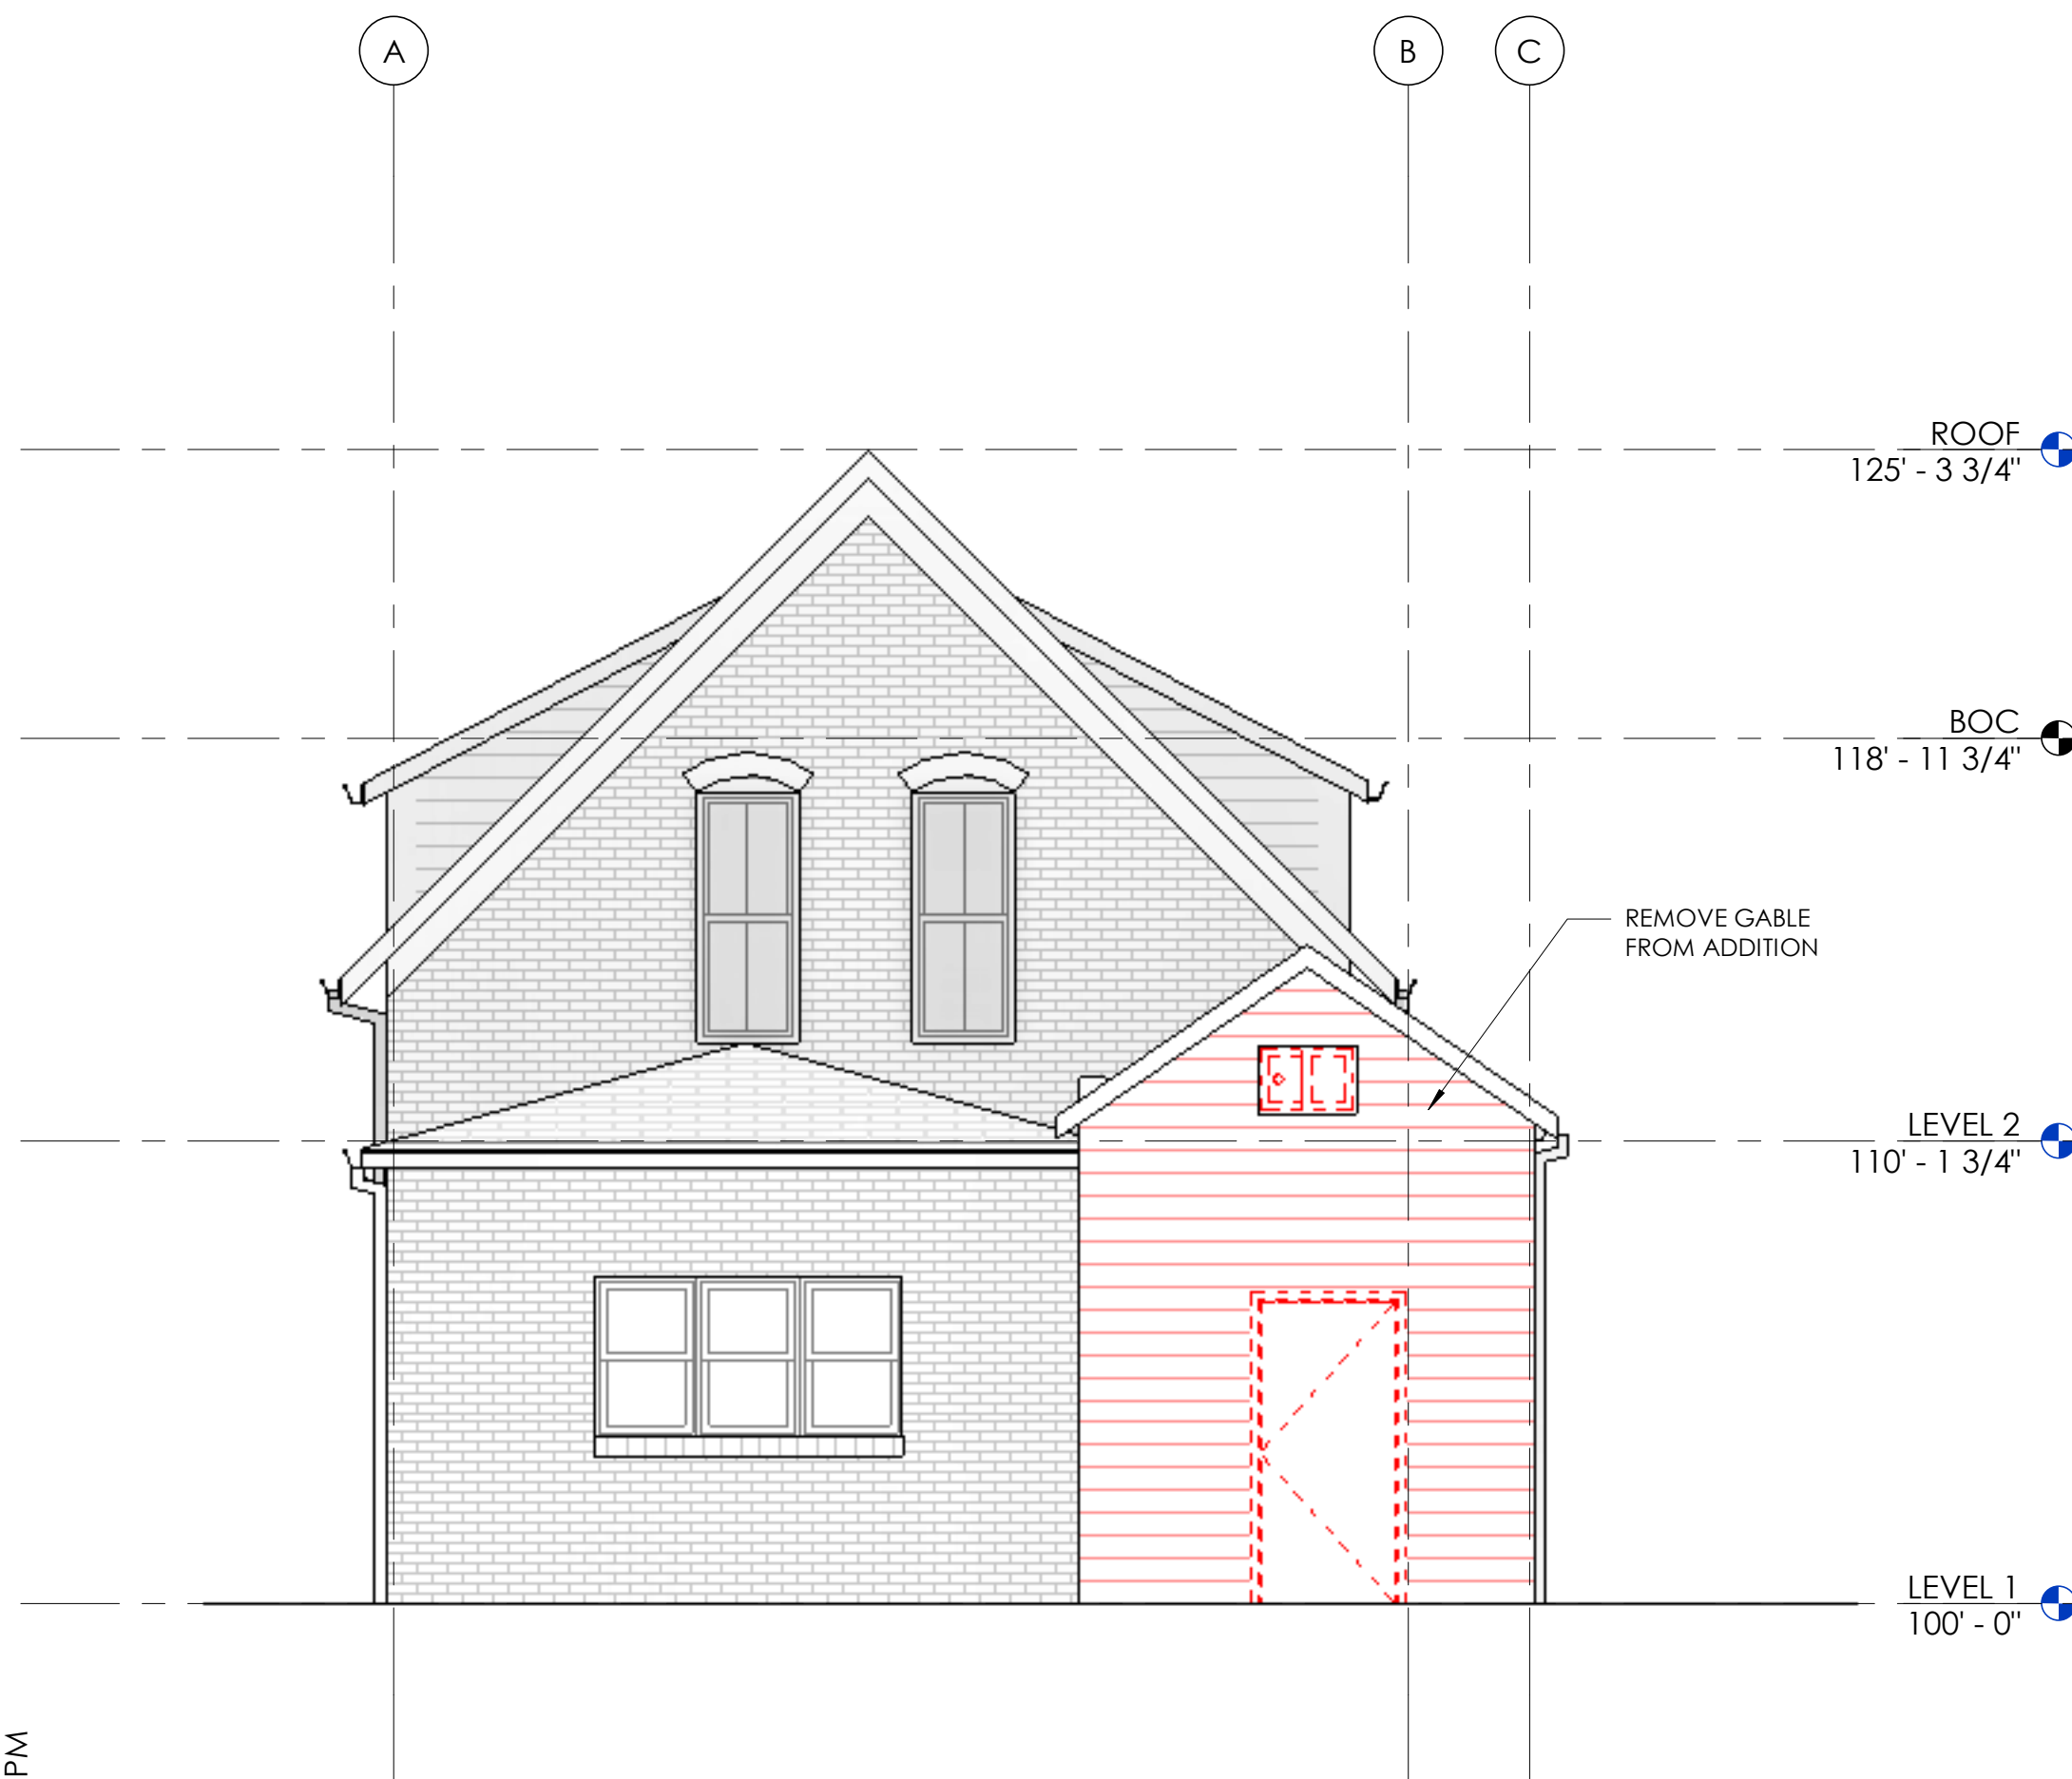 A
B
C
ROOF
125' - 3 3/4"
BOC
118' - 11 3/4"
REMOVE GABLE
FROM ADDITION
LEVEL 2
110' - 1 3/4"
LEVEL 1
100' - 0"
PM